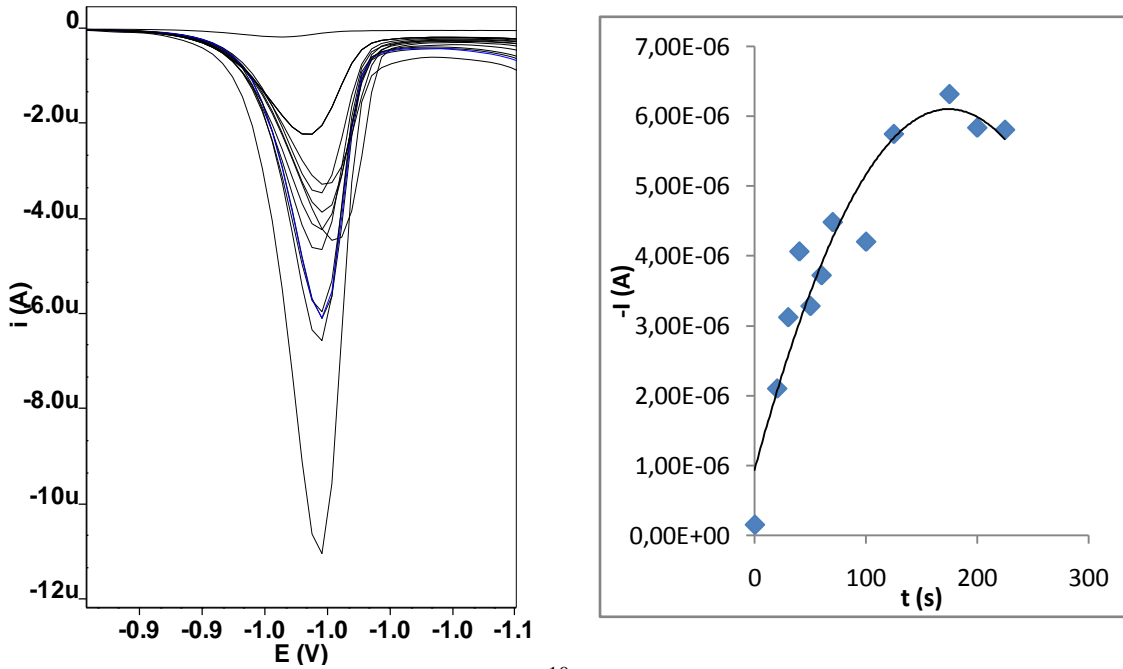 0
-2.0u
-4.0u
-6.0u
-8.0u
-10u
-12u
i (A)
-0.9 -0.9 -1.0 -1.0 -1.0 -1.0 -1.1
E (V)
7,00E-06
6,00E-06
5,00E-06
4,00E-06
3,00E-06
2,00E-06
1,00E-06
0,00E+00
-I (A)
0 100 200 300
t (s)